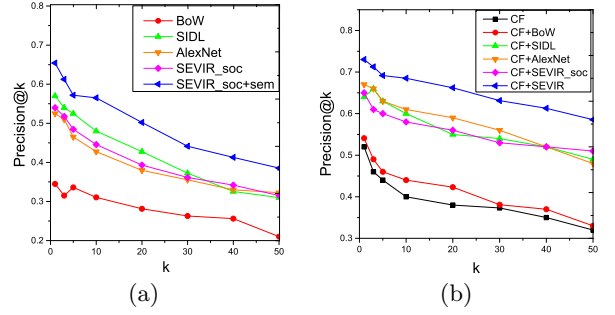 0.8
0.7
0.6
0.5
0.4
0.3
0.2
Precision@k
0 10 20 30 40 50
k
BoW
SIDL
AlexNet
SEVIR_soc
SEVIR_soc+sem
(a)
0.8
0.7
0.6
0.5
0.4
0.3
Precision@k
0 10 20 30 40 50
k
CF
CF+BoW
CF+SIDL
CF+AlexNet
CF+SEVIR_soc
CF+SEVIR
(b)